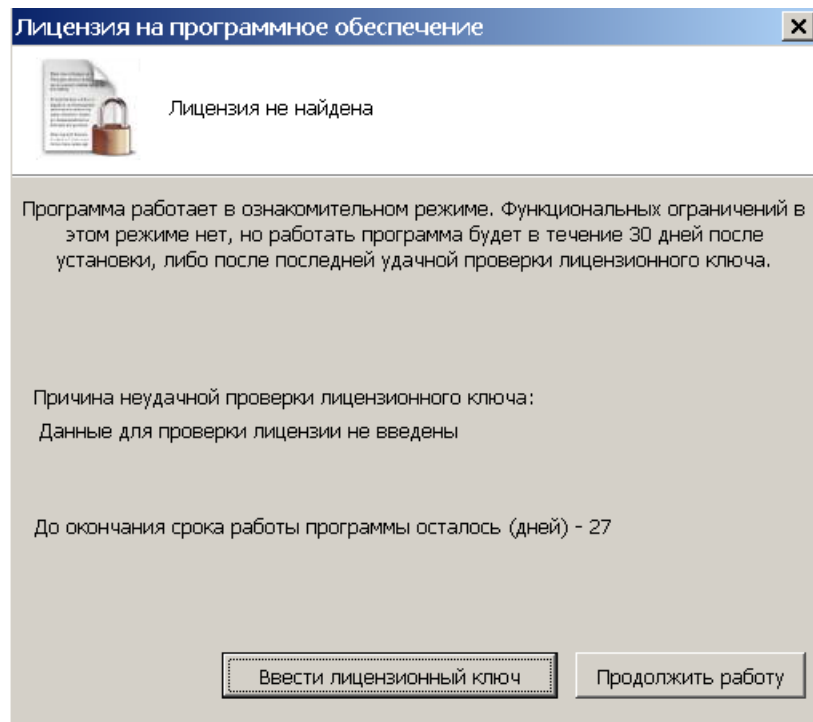 Лицензия на программное обеспечение
Лицензия не найдена
Программа работает в ознакомительном режиме. Функциональных ограничений в
этом режиме нет, но работать программа будет в течение 30 дней после
установки, либо после последней удачной проверки лицензионного ключа.
Причина неудачной проверки лицензионного ключа:
Данные для проверки лицензии не введены
До окончания срока работы программы осталось (дней) - 27
Ввести лицензионный ключ
Продолжить работу